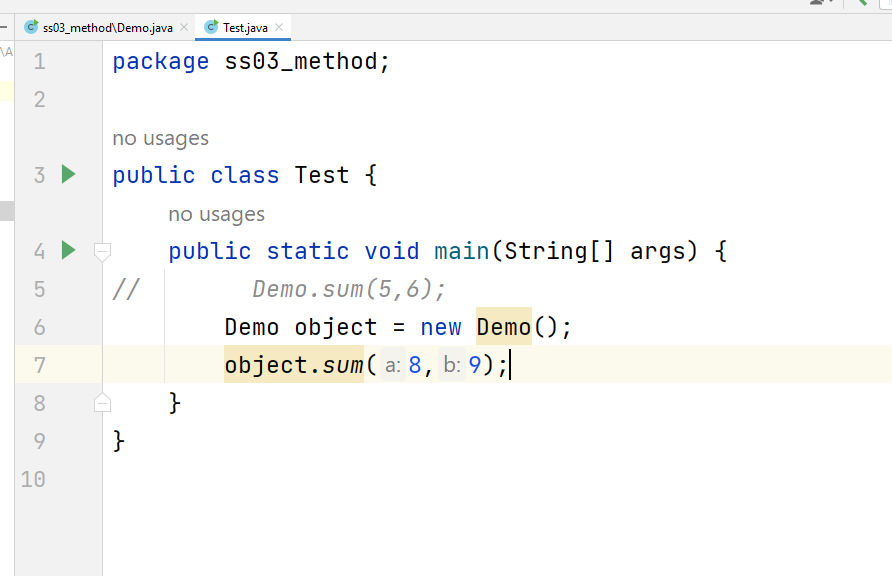 ss03_method\Demo.java Test.java
\A
1 package ss03_method;
2
no usages
3 public class Test {
no usages
4 public static void main(String[] args) {
5 // Demo.sum(5,6);
6 Demo object = new Demo();
7 object.sum( a: 8, b: 9);
8 }
9 }
10